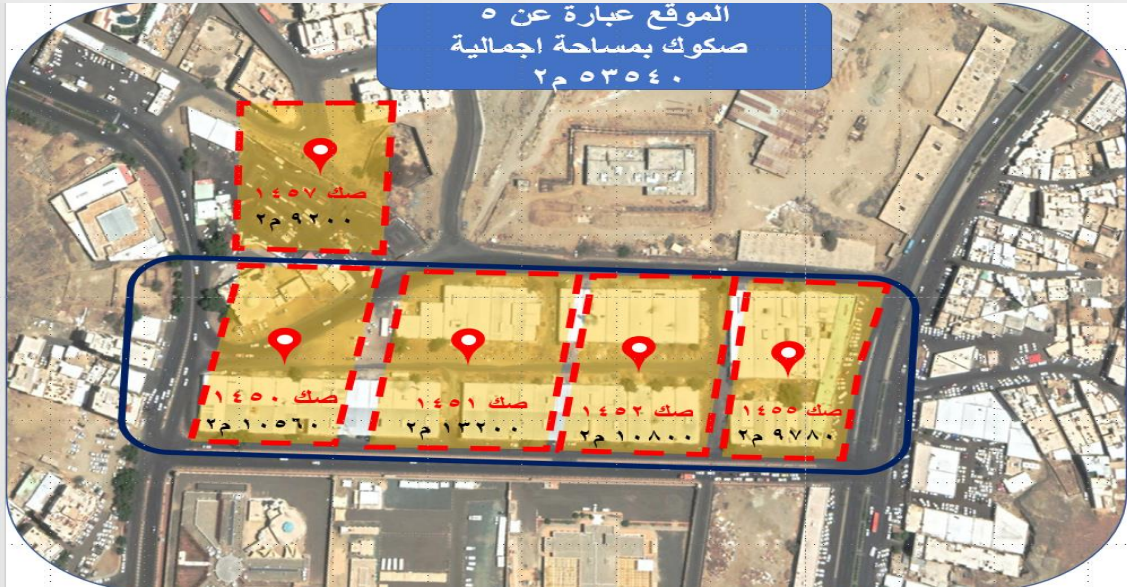 الموقع عبارة عن ٥
صكوك بمساحة اجمالية
٥٣٥٤٠ م٢
صك ١٤٥٧
٩٢٠٠ م٢
صك ١٤٥٠
١٠٥٦٠ م٢
صك ١٤٥١
١٣٢٠٠ م٢
صك ١٤٥٢
١٠٨٠٠ م٢
صك ١٤٥٥
٩٧٨٠ م٢